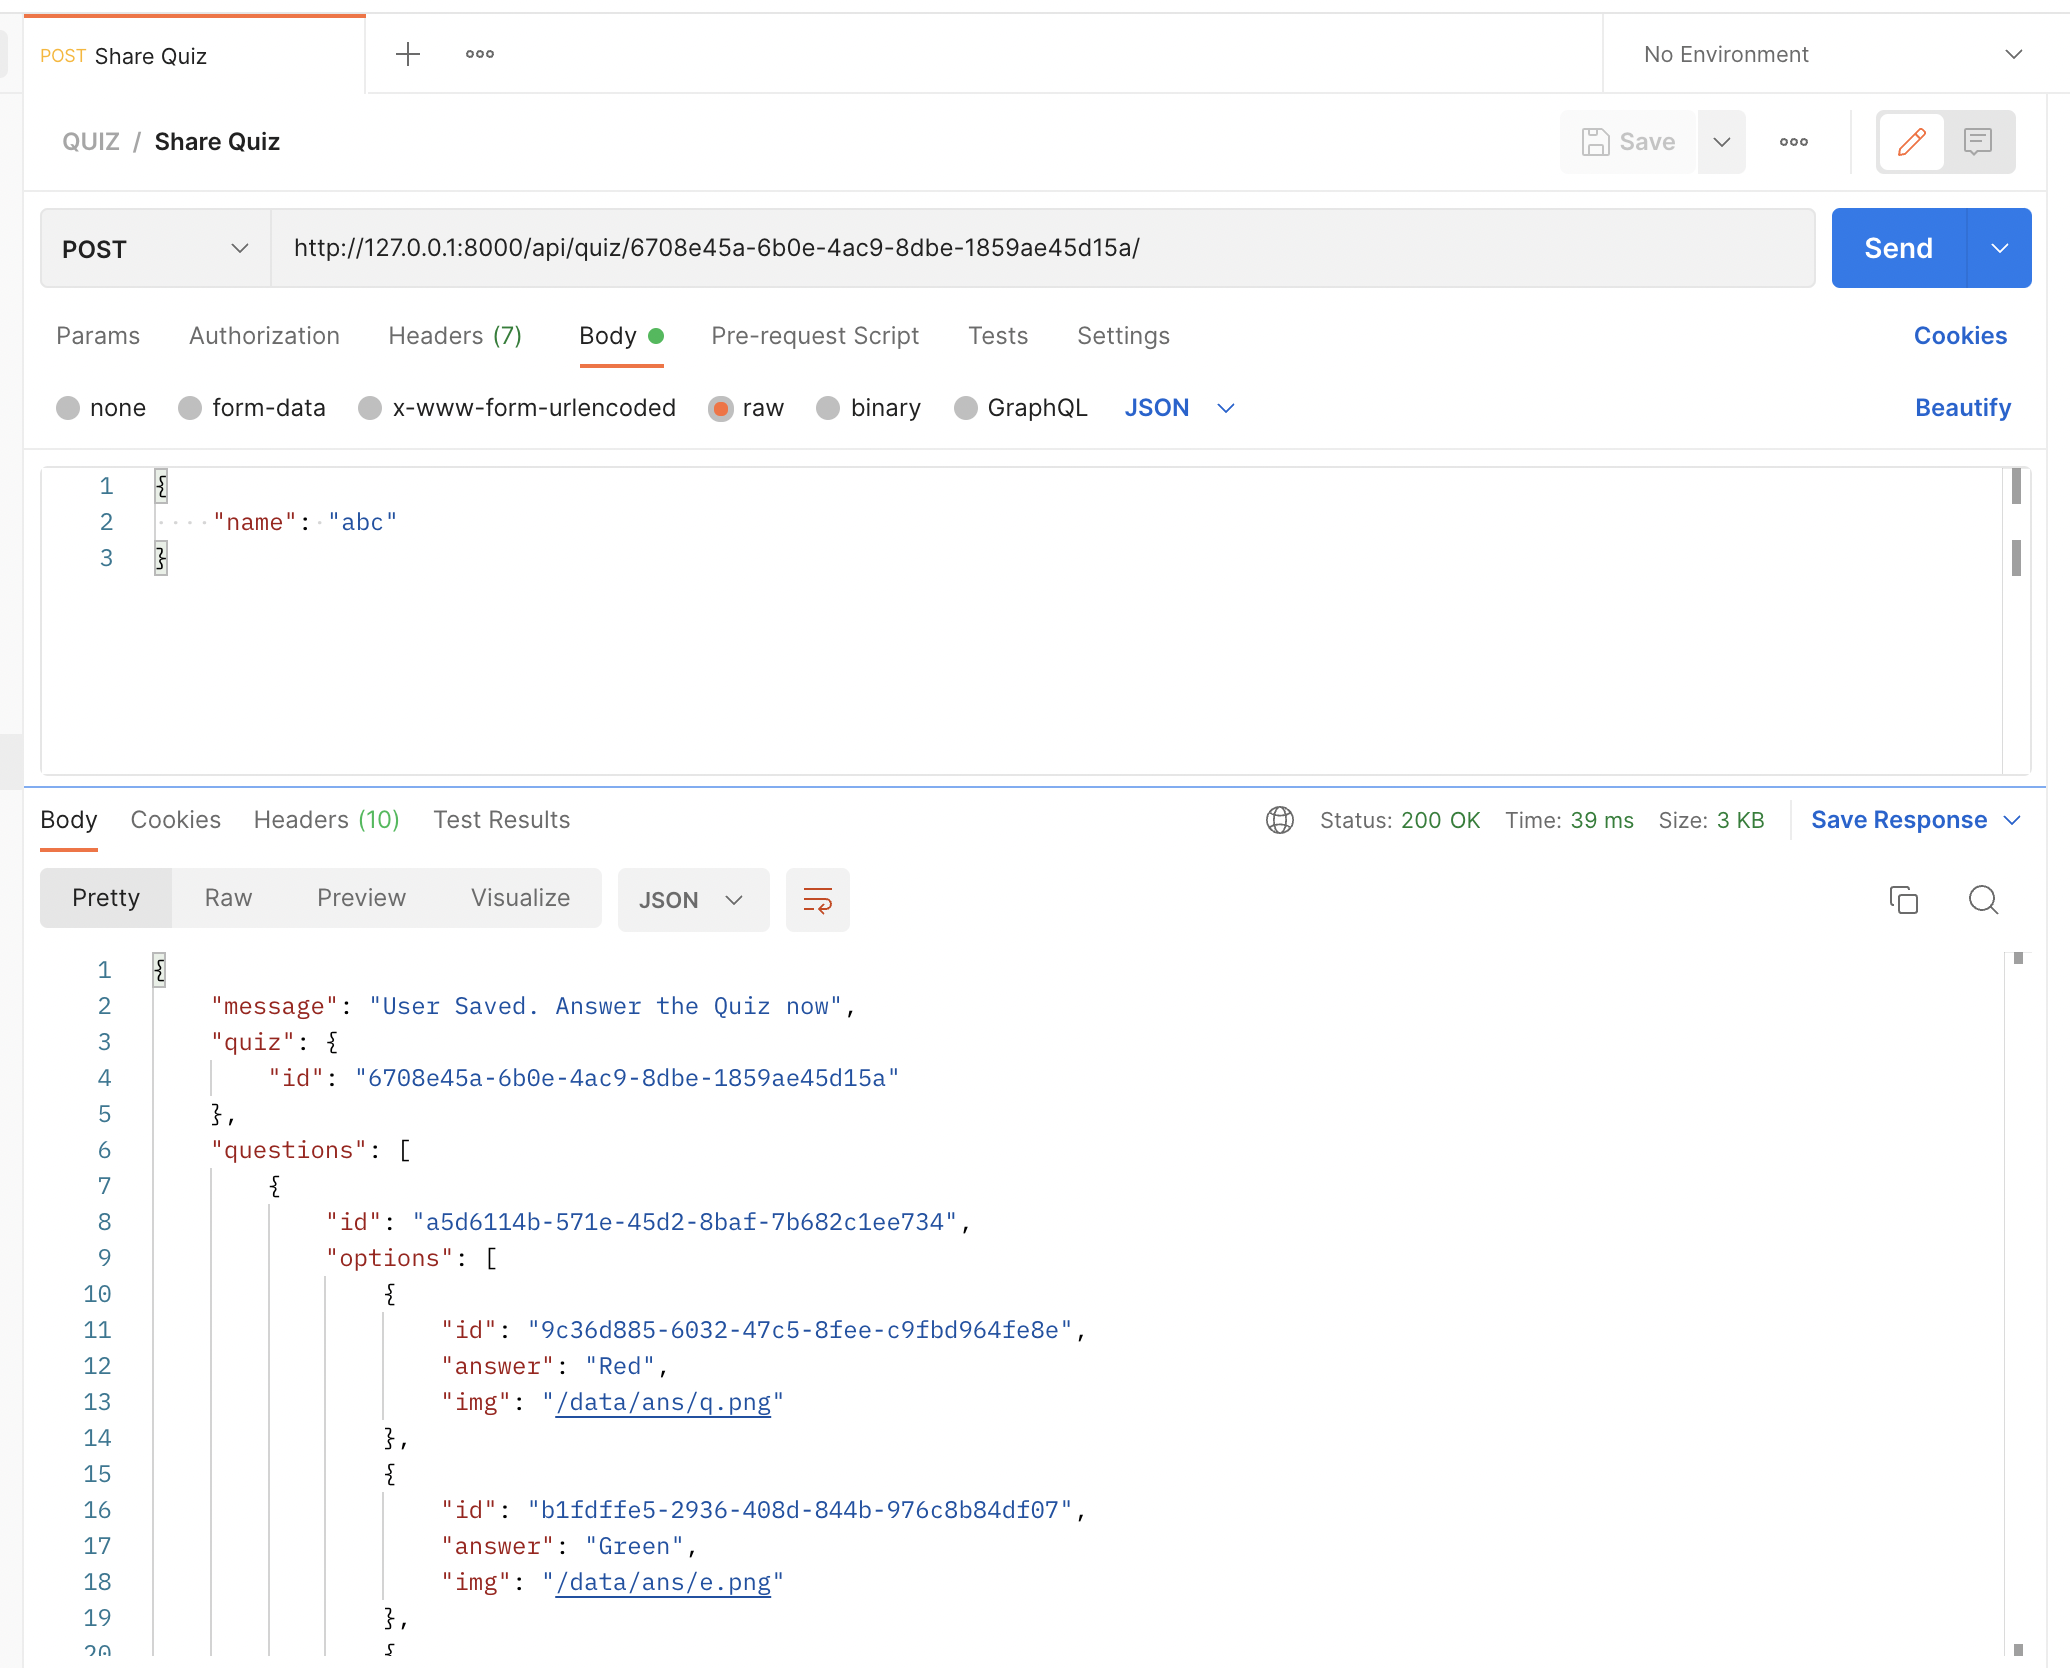 POST Share Quiz
No Environment
QUIZ / Share Quiz
Save
POST http://127.0.0.1:8000/api/quiz/6708e45a-6b0e-4ac9-8dbe-1859ae45d15a/ Send
Params Authorization Headers (7) Body Pre-request Script Tests Settings Cookies
none form-data x-www-form-urlencoded raw binary GraphQL JSON Beautify
1 {
2 "name": "abc"
3 }
Body Cookies Headers (10) Test Results Status: 200 OK Time: 39 ms Size: 3 KB Save Response
Pretty Raw Preview Visualize JSON
1 {
2 "message": "User Saved. Answer the Quiz now",
3 "quiz": {
4 "id": "6708e45a-6b0e-4ac9-8dbe-1859ae45d15a"
5 },
6 "questions": [
7 {
8 "id": "a5d6114b-571e-45d2-8baf-7b682c1ee734",
9 "options": [
10 {
11 "id": "9c36d885-6032-47c5-8fee-c9fbd964fe8e",
12 "answer": "Red",
13 "img": "/data/ans/q.png"
14 },
15 {
16 "id": "b1fdffe5-2936-408d-844b-976c8b84df07",
17 "answer": "Green",
18 "img": "/data/ans/e.png"
19 },
20 {